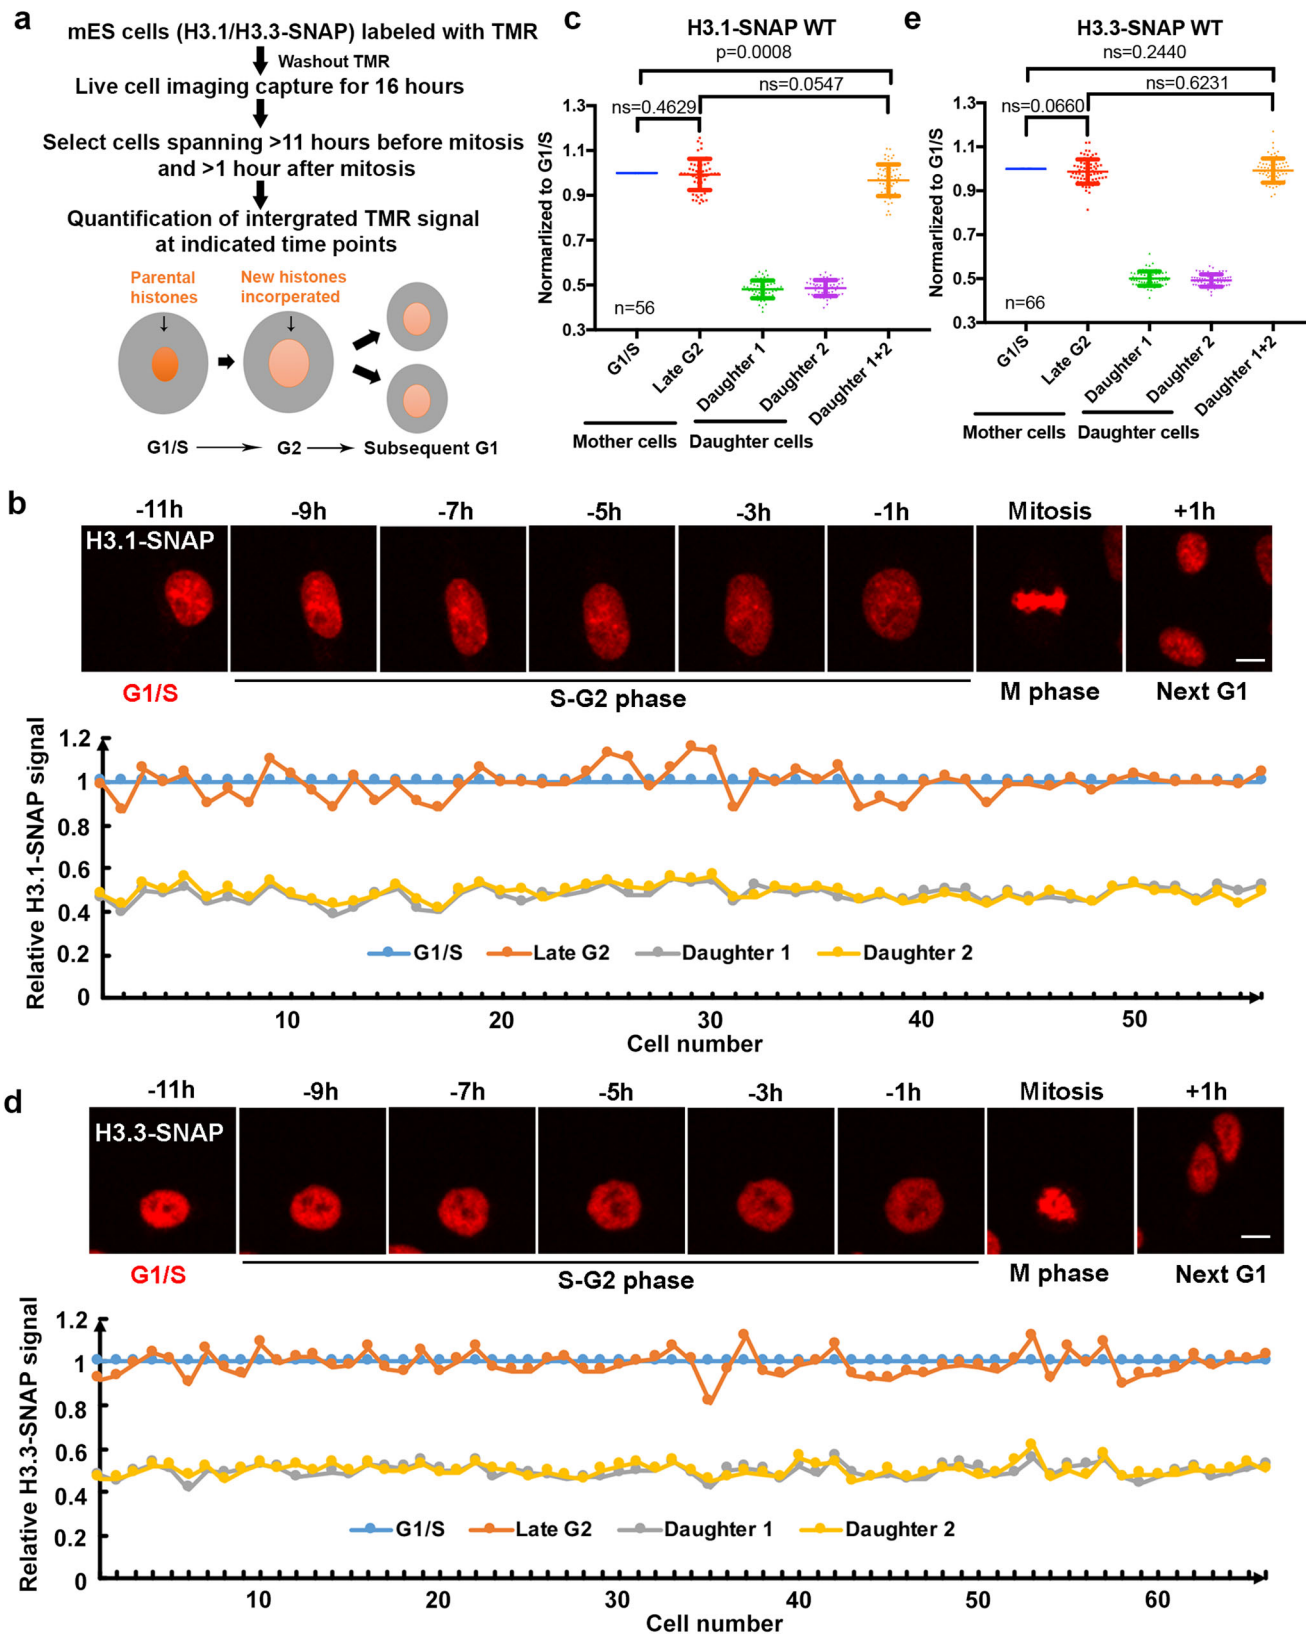 a
mES cells (H3.1/H3.3-SNAP) labeled with TMR
Washout TMR
Live cell imaging capture for 16 hours
Select cells spanning >11 hours before mitosis
and >1 hour after mitosis
Quantification of intergrated TMR signal
at indicated time points
Parental
histones
New histones
incorperated
G1/S
G2
Subsequent G1
c
H3.1-SNAP WT
p=0.0008
ns=0.0547
ns=0.4629
Normarlized to G1/S
1.3
1.1
0.9
0.7
0.5
0.3
n=56
G1/S
Late G2
Daughter 1
Daughter 2
Daughter 1+2
Mother cells
Daughter cells
e
H3.3-SNAP WT
ns=0.2440
ns=0.6231
ns=0.0660
Normarlized to G1/S
1.3
1.1
0.9
0.7
0.5
0.3
n=66
G1/S
Late G2
Daughter 1
Daughter 2
Daughter 1+2
Mother cells
Daughter cells
b
-11h
-9h
-7h
-5h
-3h
-1h
Mitosis
+1h
H3.1-SNAP
G1/S
S-G2 phase
M phase
Next G1
Relative H3.1-SNAP signal
1.2
1
0.8
0.6
0.4
0.2
0
G1/S
Late G2
Daughter 1
Daughter 2
10
20
30
40
50
Cell number
d
-11h
-9h
-7h
-5h
-3h
-1h
Mitosis
+1h
H3.3-SNAP
G1/S
S-G2 phase
M phase
Next G1
Relative H3.3-SNAP signal
1.2
1
0.8
0.6
0.4
0.2
0
G1/S
Late G2
Daughter 1
Daughter 2
10
20
30
40
50
60
Cell number